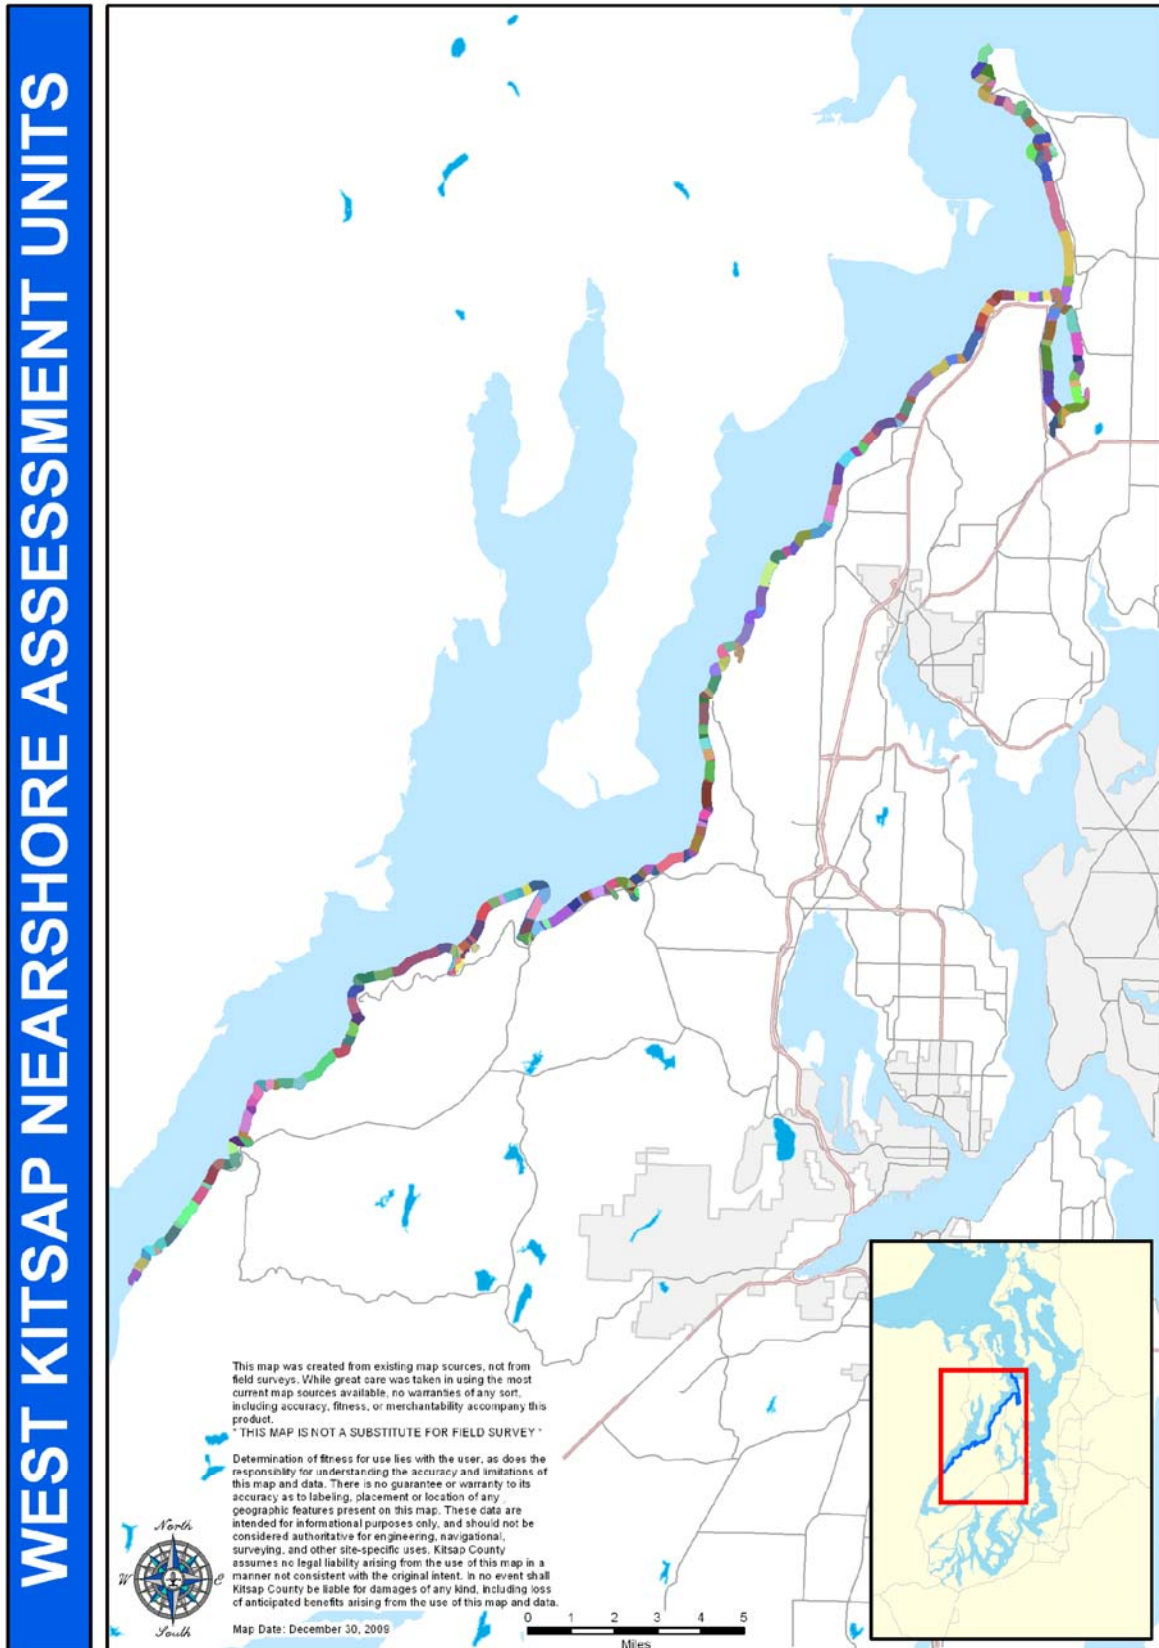 WEST KITSAP NEARSHORE ASSESSMENT UNITS
This map was created from existing map sources, not from
field surveys. While great care was taken in using the most
current map sources available, no warranties of any sort,
including accuracy, fitness, or merchantability accompany this
product.
* THIS MAP IS NOT A SUBSTITUTE FOR FIELD SURVEY *
Determination of fitness for use lies with the user, as does the
responsiblity for understanding the accuracy and limitations of
this map and data. There is no guarantee or warranty to its
accuracy as to labeling, placement or location of any
geographic features present on this map. These data are
intended for informational purposes only, and should not be
considered authoritative for engineering, navigational,
surveying, and other site-specific uses. Kitsap County
assumes no legal liability arising from the use of this map in a
manner not consistent with the original intent. In no event shall
Kitsap County be liable for damages of any kind, including loss
of anticipated benefits arising from the use of this map and data.
Map Date: December 30, 2009
North
W E
South
0 1 2 3 4 5
Miles